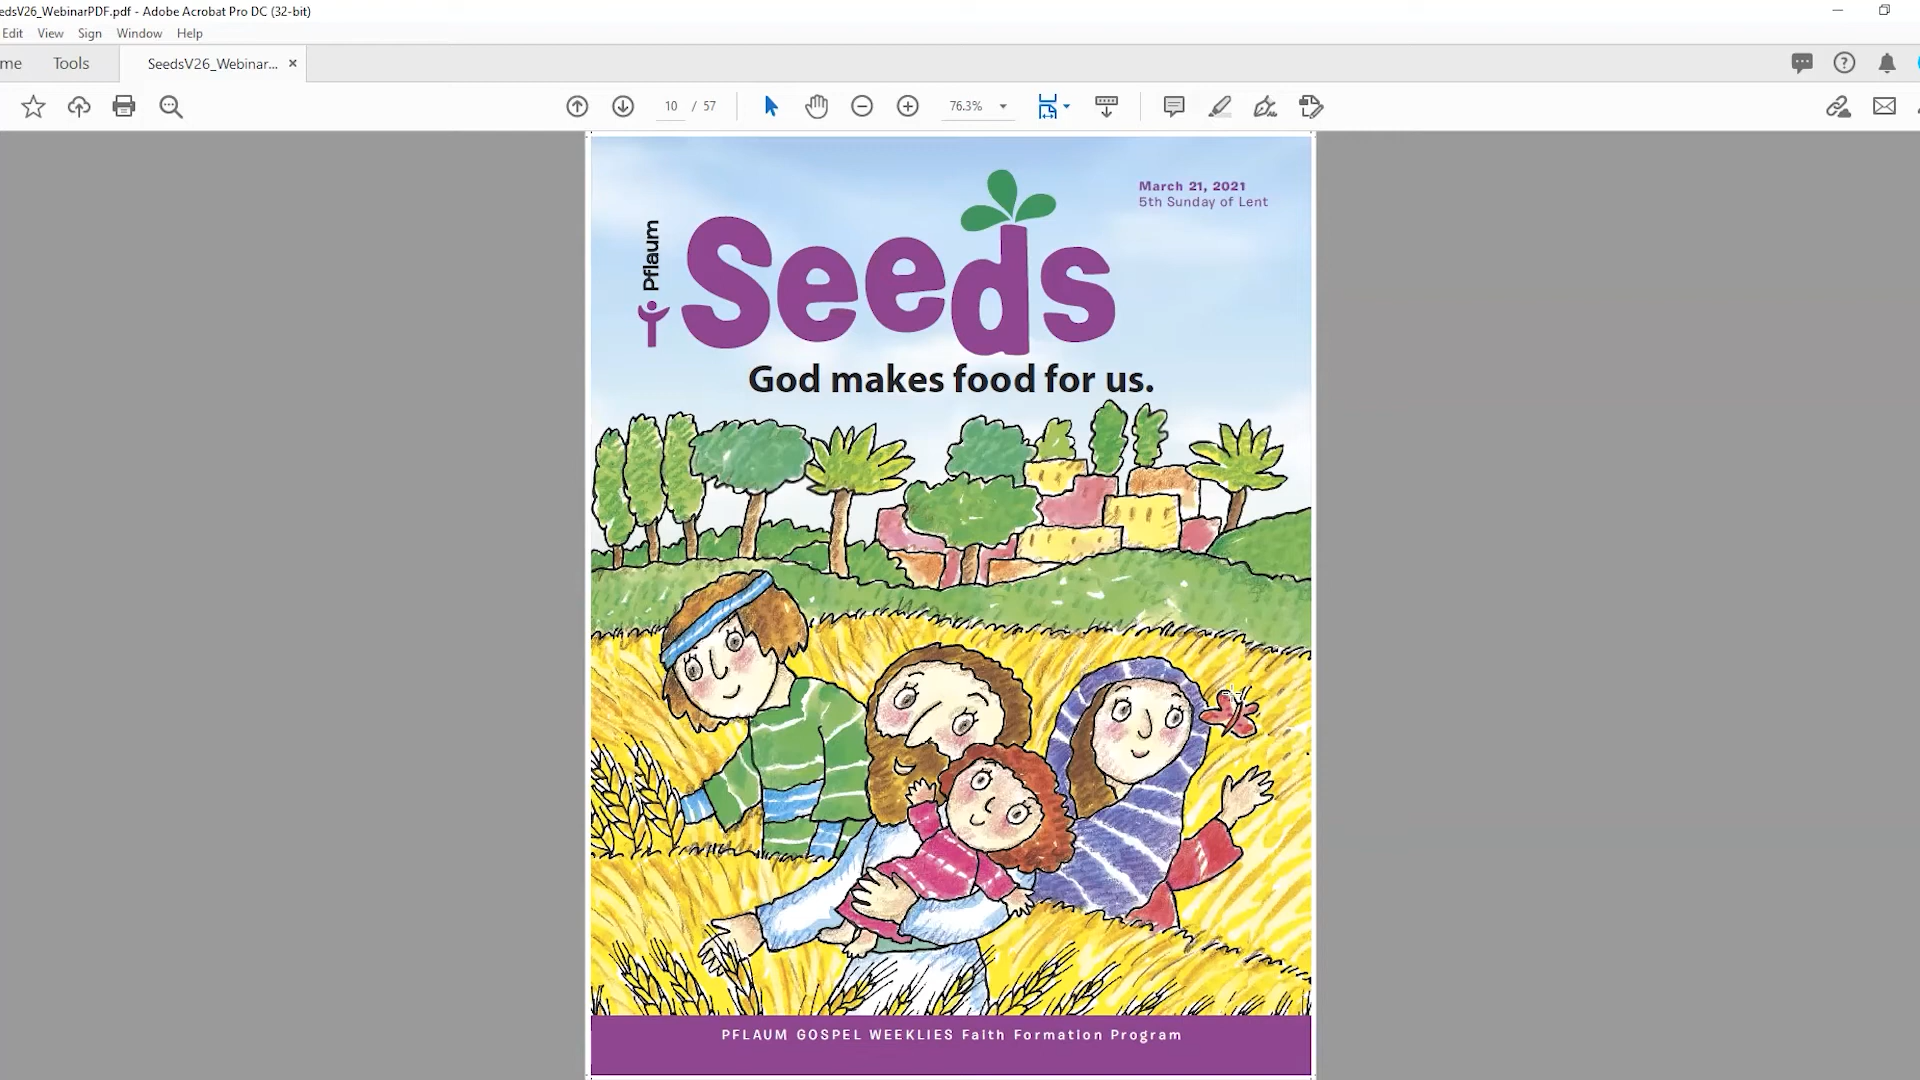 edsV26_WebinarPDF.pdf - Adobe Acrobat Pro DC (32-bit)
Edit View Sign Window Help
me Tools SeedsV26_Webinar... ×
10 / 57 76.3%
March 21, 2021
5th Sunday of Lent
Pflaum
Seeds
God makes food for us.
PFLAUM GOSPEL WEEKLIES Faith Formation Program